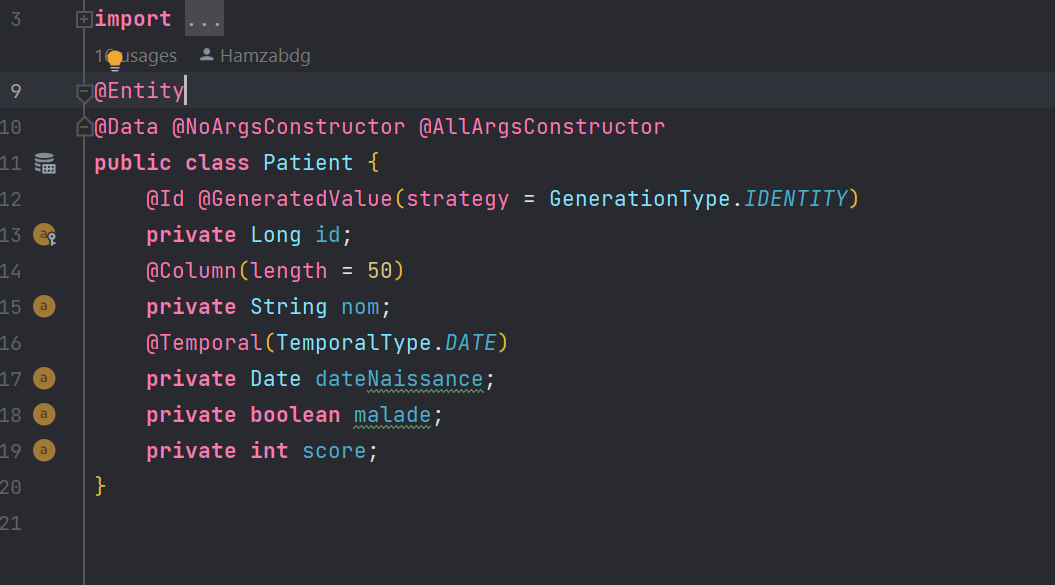 3 import ...
usages Hamzabdg
9 @Entity
10 @Data @NoArgsConstructor @AllArgsConstructor
11 public class Patient {
12 @Id @GeneratedValue(strategy = GenerationType.IDENTITY)
13 private Long id;
14 @Column(length = 50)
15 private String nom;
16 @Temporal(TemporalType.DATE)
17 private Date dateNaissance;
18 private boolean malade;
19 private int score;
20 }
21